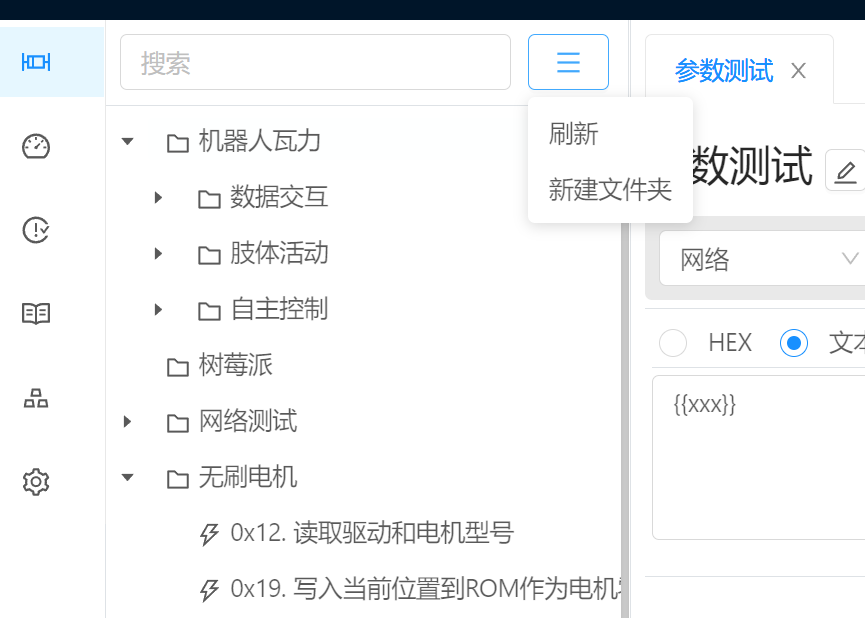 搜索
刷新
新建文件夹
机器人瓦力
数据交互
肢体活动
自主控制
树莓派
网络测试
无刷电机
0x12. 读取驱动和电机型号
0x19. 写入当前位置到ROM作为电机
参数测试
数测试
网络
HEX
文本
{{xxx}}